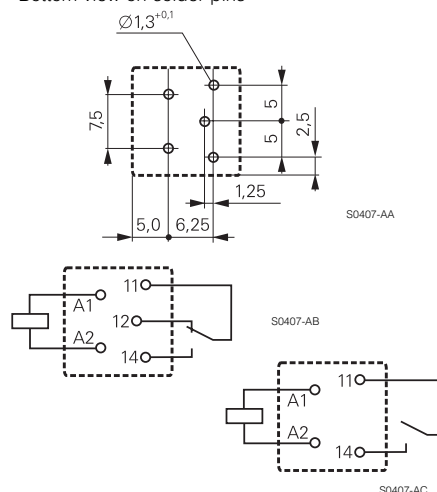 Bottom view on solder pins
Ø1,3+0,1
7,5
5
5
2,5
1,25
5,0
6,25
S0407-AA
A1
A2
11
12
14
S0407-AB
A1
A2
11
14
S0407-AC